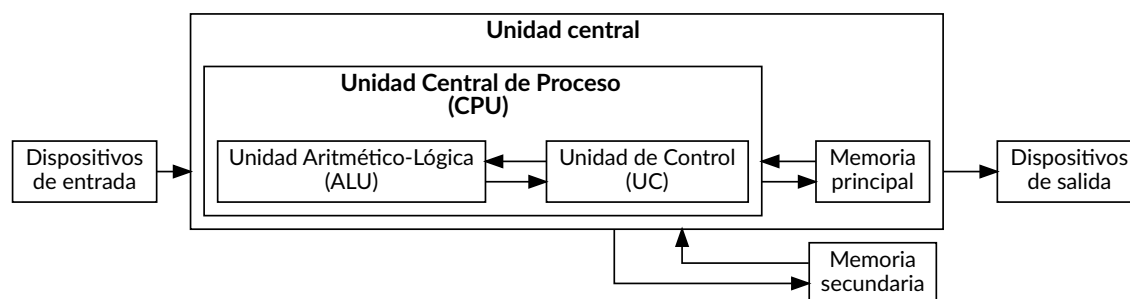 Unidad central
Unidad Central de Proceso
(CPU)
Dispositivos
de entrada
Unidad Aritmético-Lógica
(ALU)
Unidad de Control
(UC)
Memoria
principal
Dispositivos
de salida
Memoria
secundaria